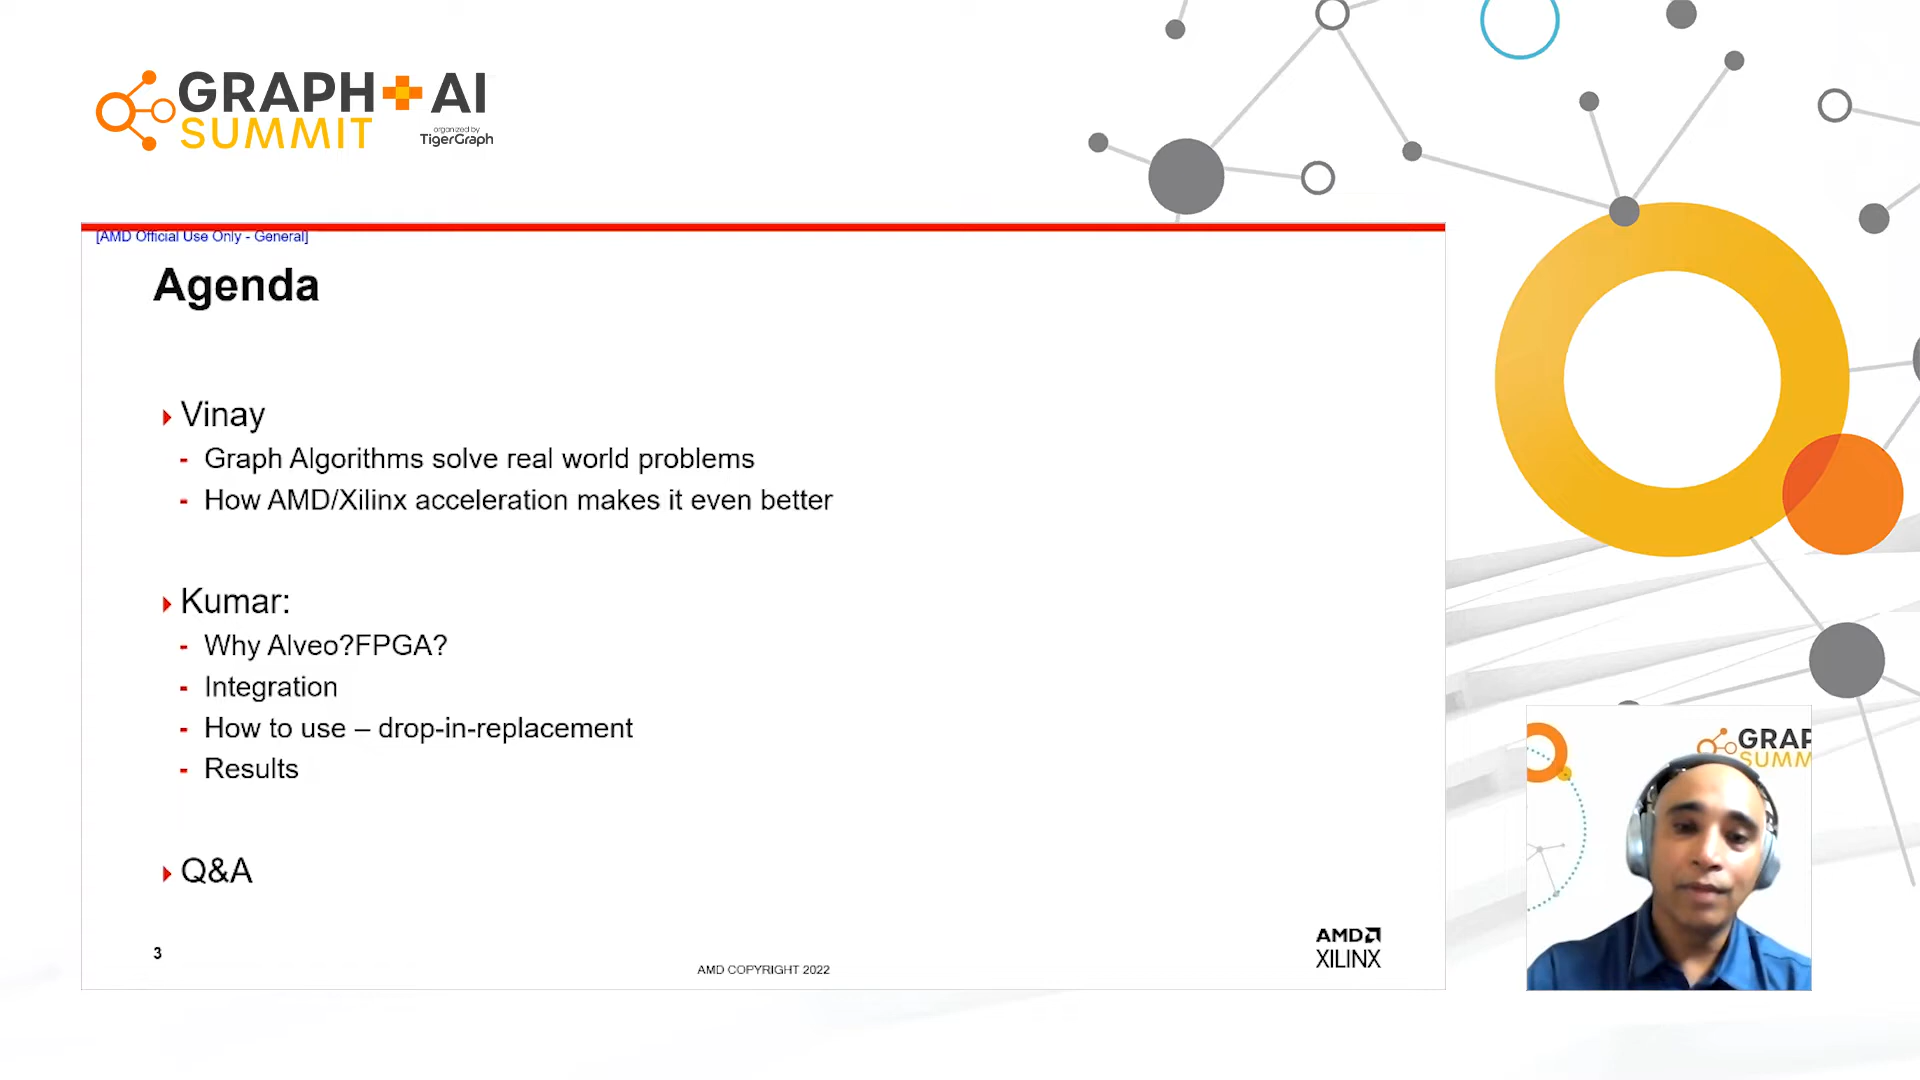 GRAPH+AI
SUMMIT
organized by
TigerGraph
[AMD Official Use Only - General]
Agenda
Vinay
- Graph Algorithms solve real world problems
- How AMD/Xilinx acceleration makes it even better
Kumar:
- Why Alveo?FPGA?
- Integration
- How to use – drop-in-replacement
- Results
Q&A
3
AMD COPYRIGHT 2022
AMD
XILINX
GRAP
SUMM